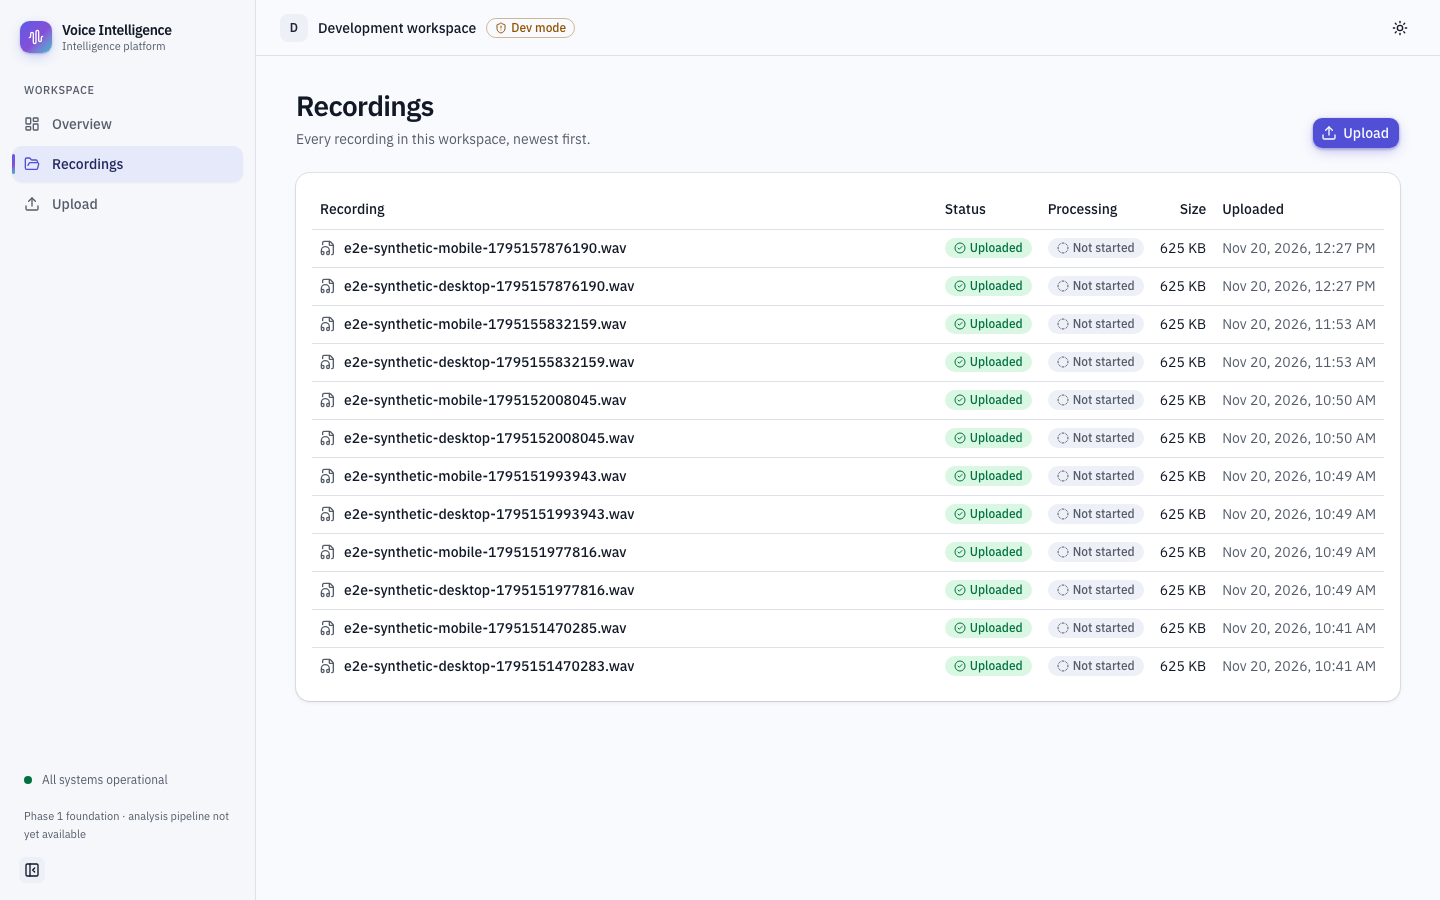 Voice Intelligence
Intelligence platform
WORKSPACE
Overview
Recordings
Upload
All systems operational
Phase 1 foundation · analysis pipeline not
yet available
D Development workspace Dev mode
Recordings
Every recording in this workspace, newest first.
Upload
Recording Status Processing Size Uploaded
e2e-synthetic-mobile-1795157876190.wav Uploaded Not started 625 KB Nov 20, 2026, 12:27 PM
e2e-synthetic-desktop-1795157876190.wav Uploaded Not started 625 KB Nov 20, 2026, 12:27 PM
e2e-synthetic-mobile-1795155832159.wav Uploaded Not started 625 KB Nov 20, 2026, 11:53 AM
e2e-synthetic-desktop-1795155832159.wav Uploaded Not started 625 KB Nov 20, 2026, 11:53 AM
e2e-synthetic-mobile-1795152008045.wav Uploaded Not started 625 KB Nov 20, 2026, 10:50 AM
e2e-synthetic-desktop-1795152008045.wav Uploaded Not started 625 KB Nov 20, 2026, 10:50 AM
e2e-synthetic-mobile-1795151993943.wav Uploaded Not started 625 KB Nov 20, 2026, 10:49 AM
e2e-synthetic-desktop-1795151993943.wav Uploaded Not started 625 KB Nov 20, 2026, 10:49 AM
e2e-synthetic-mobile-1795151977816.wav Uploaded Not started 625 KB Nov 20, 2026, 10:49 AM
e2e-synthetic-desktop-1795151977816.wav Uploaded Not started 625 KB Nov 20, 2026, 10:49 AM
e2e-synthetic-mobile-1795151470285.wav Uploaded Not started 625 KB Nov 20, 2026, 10:41 AM
e2e-synthetic-desktop-1795151470283.wav Uploaded Not started 625 KB Nov 20, 2026, 10:41 AM